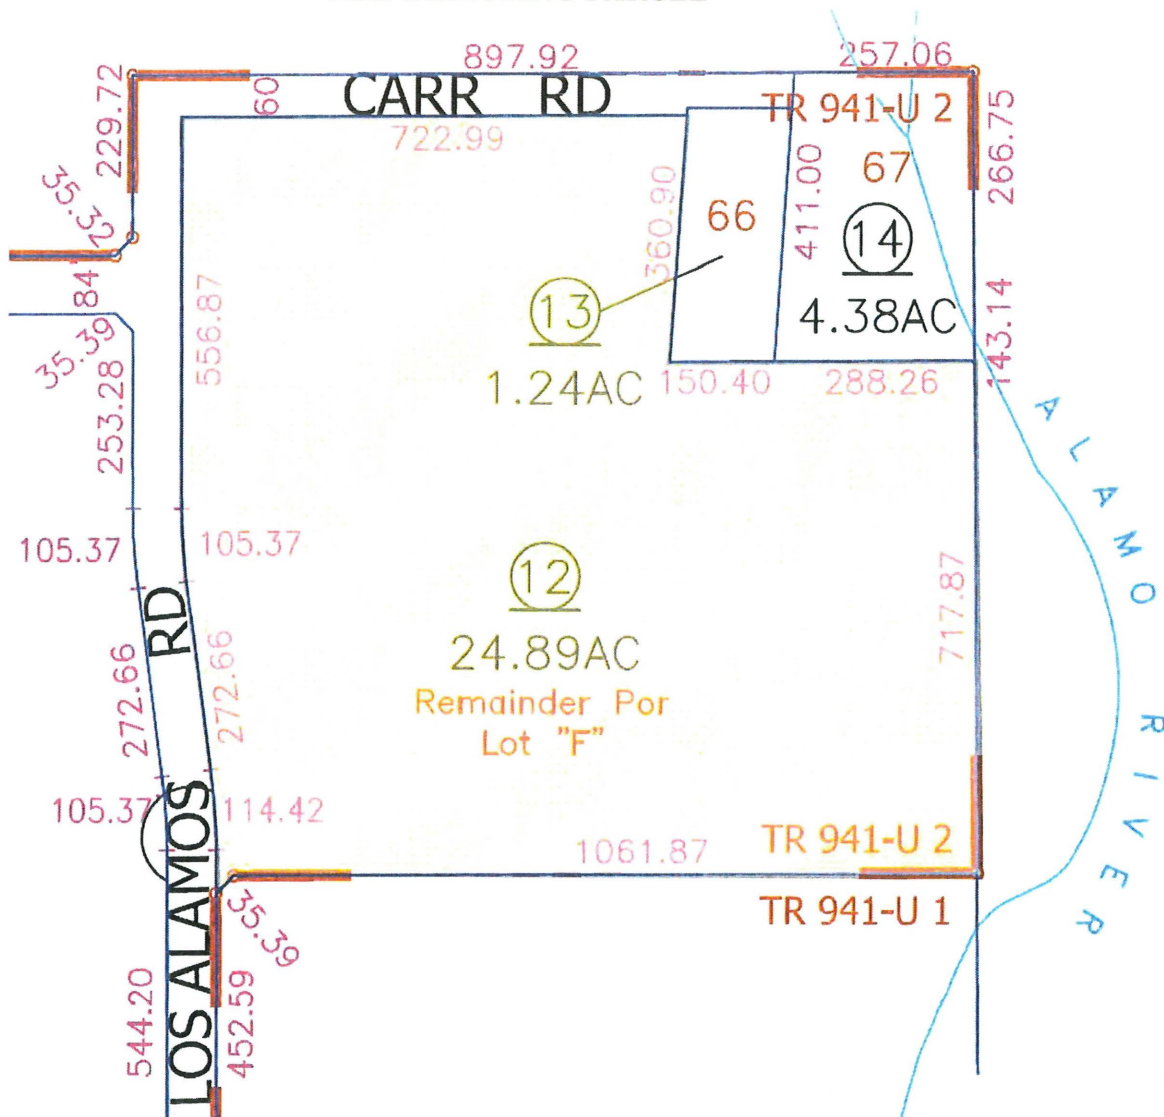 897.92
257.06
CARR RD
60
229.72
TR 941-U 2
722.99
266.75
35.32
411.00
67
66
14
360.90
84
4.38AC
13
556.87
143.14
35.39
1.24AC
150.40
288.26
253.28
ALAMO RIVER
105.37
105.37
12
RD
24.89AC
717.87
272.66
272.66
Remainder Por
Lot "F"
105.37
114.42
TR 941-U 2
1061.87
TR 941-U 1
35.39
LOS ALAMOS
544.20
452.59